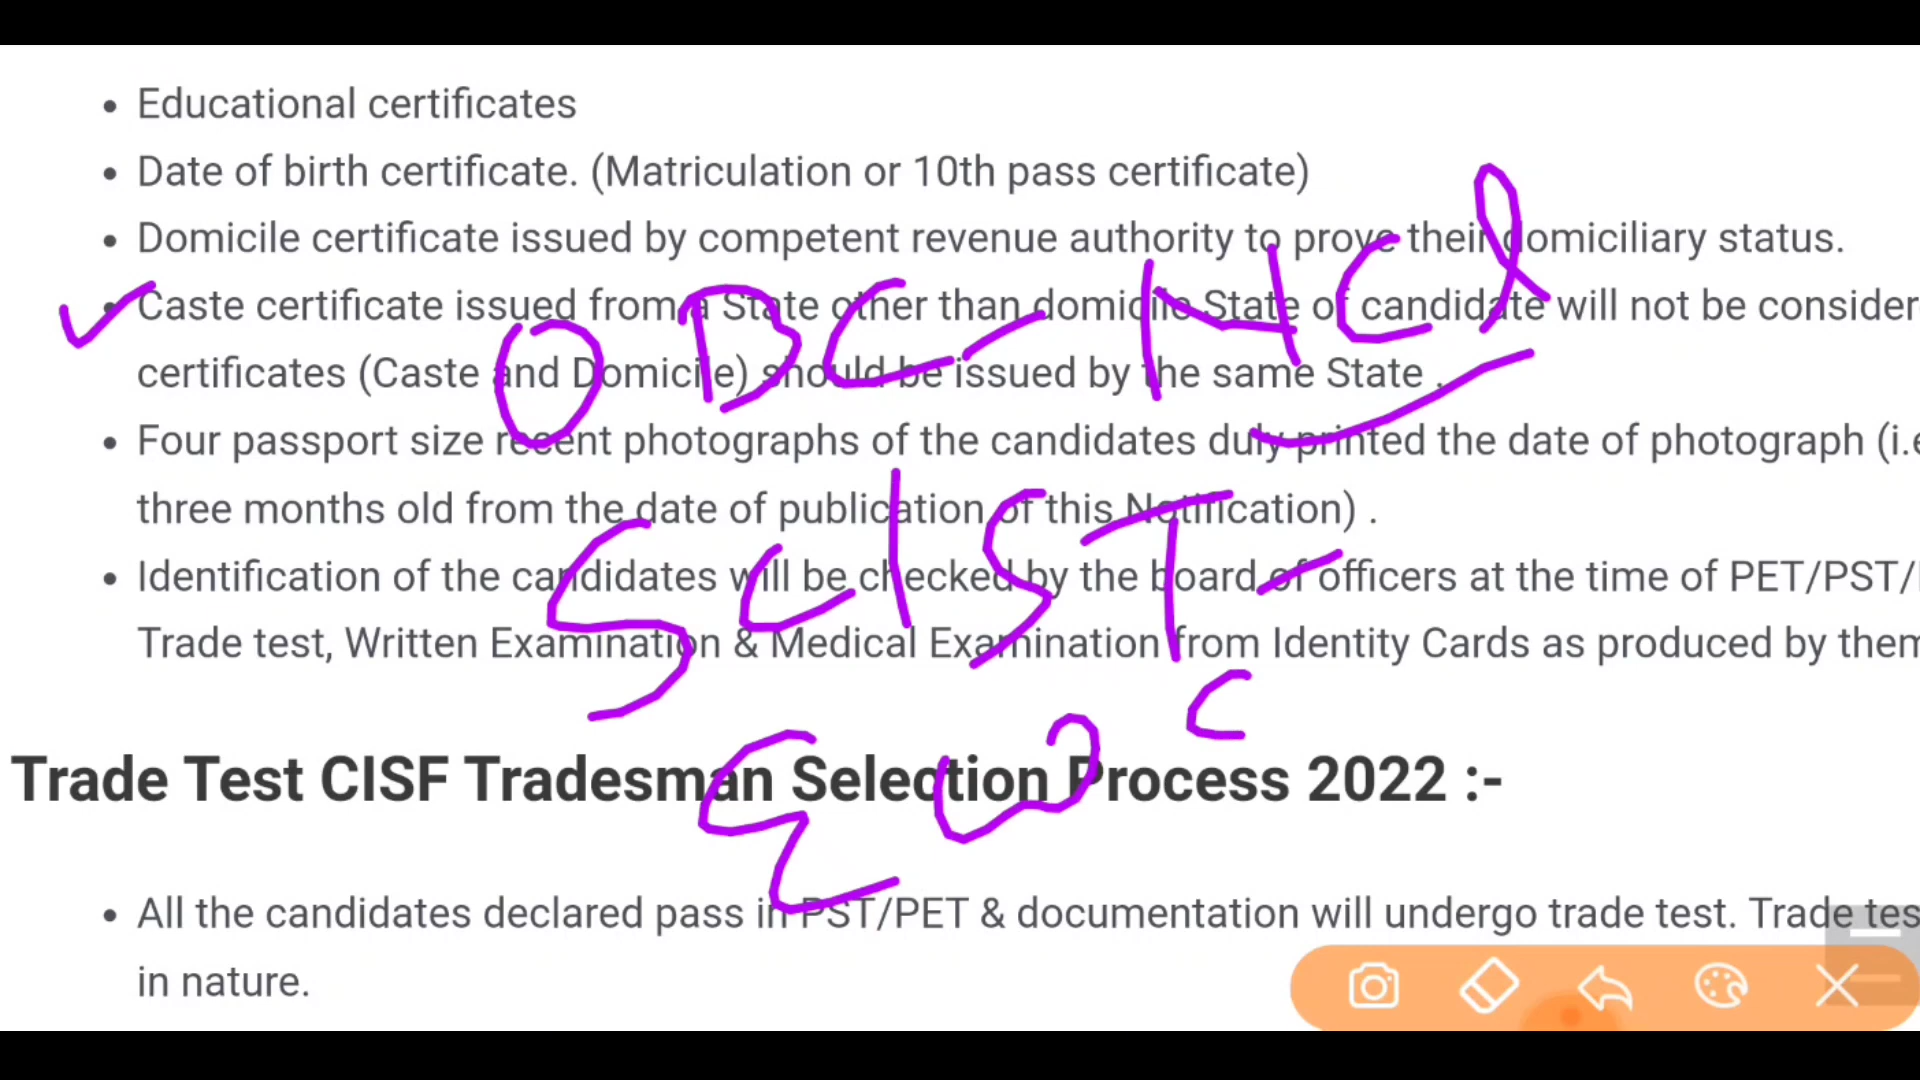 Educational certificates
Date of birth certificate. (Matriculation or 10th pass certificate)
Domicile certificate issued by competent revenue authority to prove their domiciliary status.
Caste certificate issued from a State other than domicile State of candidate will not be consider
certificates (Caste and Domicile) should be issued by the same State .
OBC - NCl
Four passport size recent photographs of the candidates duly printed the date of photograph (i.e
three months old from the date of publication of this Notification) .
Identification of the candidates will be checked by the board of officers at the time of PET/PST/
SC/ST -
Trade test, Written Examination & Medical Examination from Identity Cards as produced by them
C
Trade Test CISF Tradesman Selection Process 2022 :-
All the candidates declared pass in PST/PET & documentation will undergo trade test. Trade tes
in nature.